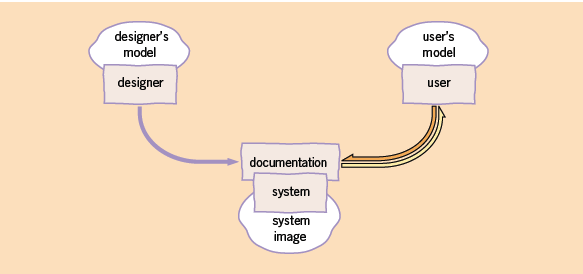 designer's
model
designer
user's
model
user
documentation
system
system
image